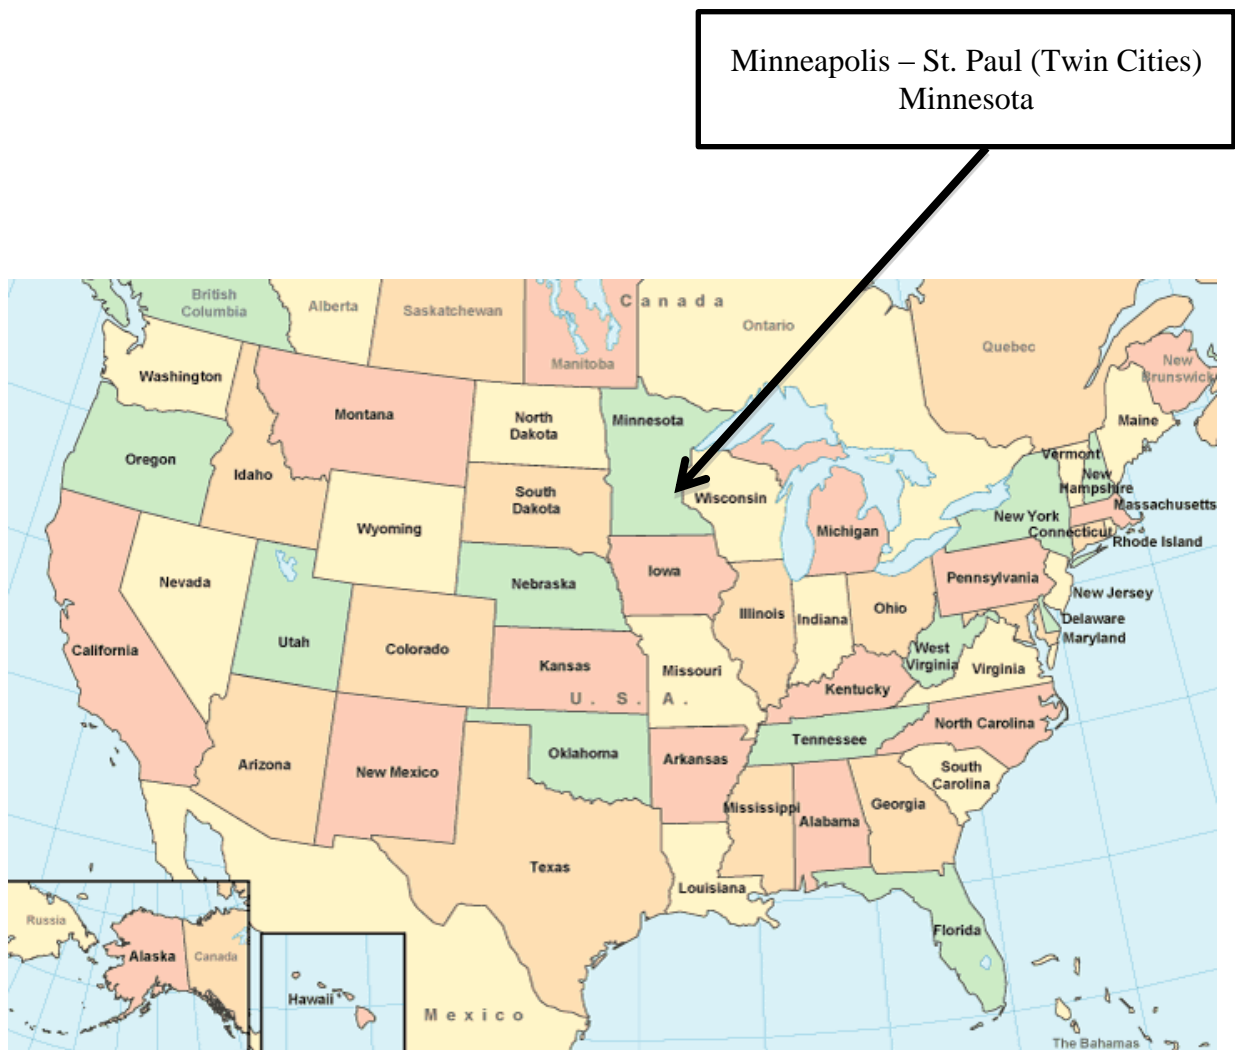 Minneapolis – St. Paul (Twin Cities)
Minnesota
British
Columbia
Alberta
Saskatchewan
Manitoba
Canada
Ontario
Quebec
New
Brunswick
Washington
Montana
North
Dakota
Minnesota
Maine
Oregon
Idaho
South
Dakota
Wisconsin
Vermont
New
Hampshire
Massachusetts
Wyoming
Michigan
New York
Connecticut
Rhode Island
Nevada
Nebraska
Iowa
Pennsylvania
New Jersey
Utah
Colorado
Illinois
Indiana
Ohio
Delaware
Maryland
California
Kansas
Missouri
West
Virginia
Virginia
Kentucky
U. S. A.
North Carolina
Arizona
New Mexico
Oklahoma
Arkansas
Tennessee
South
Carolina
Mississippi
Alabama
Georgia
Texas
Louisiana
Florida
Russia
Alaska
Canada
Hawaii
Mexico
The Bahamas